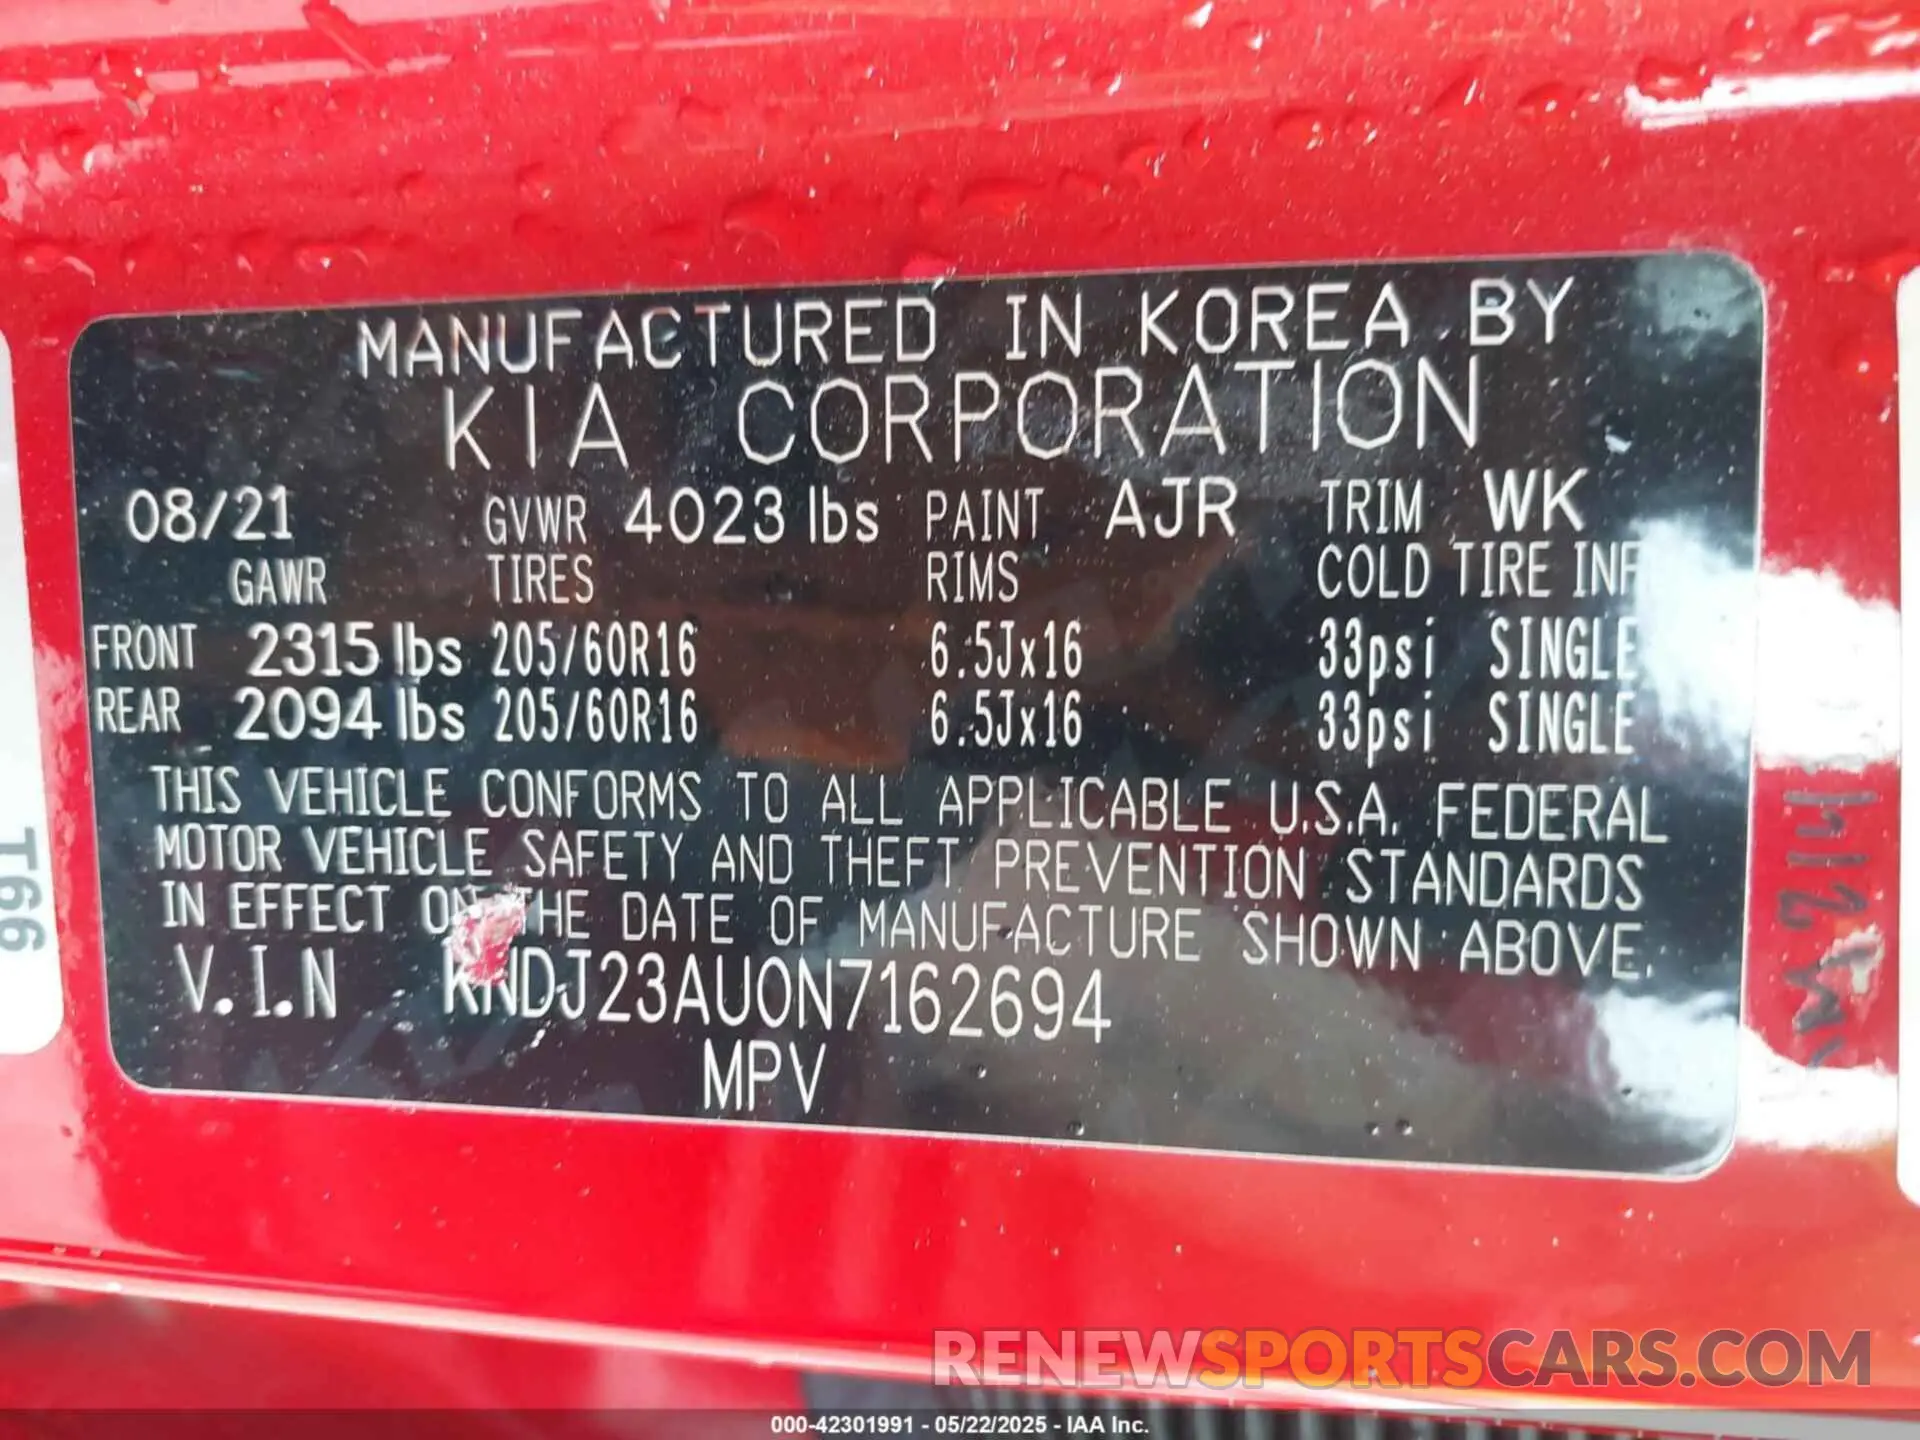 MANUFACTURED IN KOREA BY
KIA CORPORATION
08/21 GVWR 4023 lbs PAINT AJR TRIM WK
GAWR TIRES RIMS COLD TIRE INF
FRONT 2315 lbs 205/60R16 6.5Jx16 33psi SINGLE
REAR 2094 lbs 205/60R16 6.5Jx16 33psi SINGLE
THIS VEHICLE CONFORMS TO ALL APPLICABLE U.S.A. FEDERAL
MOTOR VEHICLE SAFETY AND THEFT PREVENTION STANDARDS
IN EFFECT ON THE DATE OF MANUFACTURE SHOWN ABOVE.
V.I.N KNDJ23AU0N7162694
MPV
T66
RENEWSPORTSCARS.COM
000-42301991 - 05/22/2025 - IAA Inc.